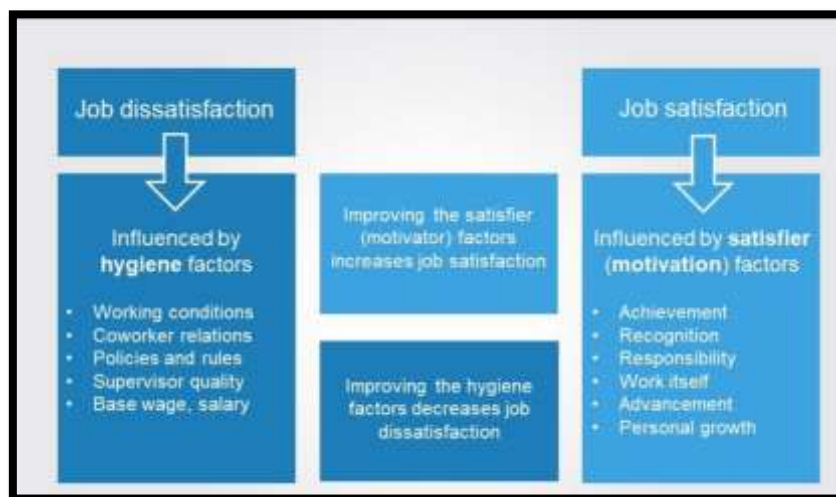 Job dissatisfaction
Influenced by
hygiene factors
• Working conditions
• Coworker relations
• Policies and rules
• Supervisor quality
• Base wage, salary
Improving the satisfier
(motivator) factors
increases job satisfaction
Improving the hygiene
factors decreases job
dissatisfaction
Job satisfaction
Influenced by satisfier
(motivation) factors
• Achievement
• Recognition
• Responsibility
• Work itself
• Advancement
• Personal growth